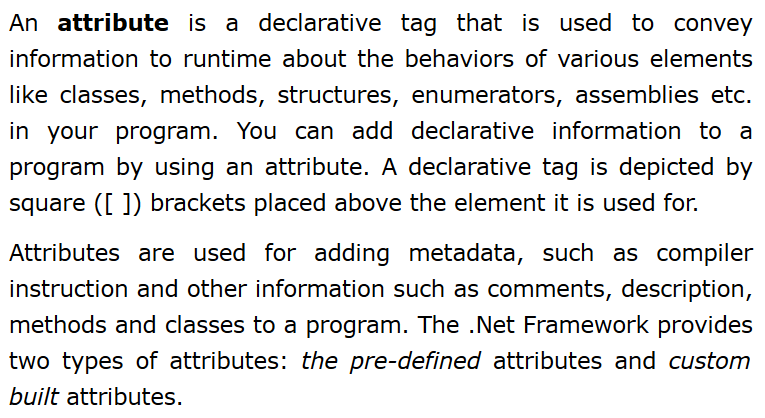 An attribute is a declarative tag that is used to convey
information to runtime about the behaviors of various elements
like classes, methods, structures, enumerators, assemblies etc.
in your program. You can add declarative information to a
program by using an attribute. A declarative tag is depicted by
square ([ ]) brackets placed above the element it is used for.
Attributes are used for adding metadata, such as compiler
instruction and other information such as comments, description,
methods and classes to a program. The .Net Framework provides
two types of attributes: the pre-defined attributes and custom
built attributes.